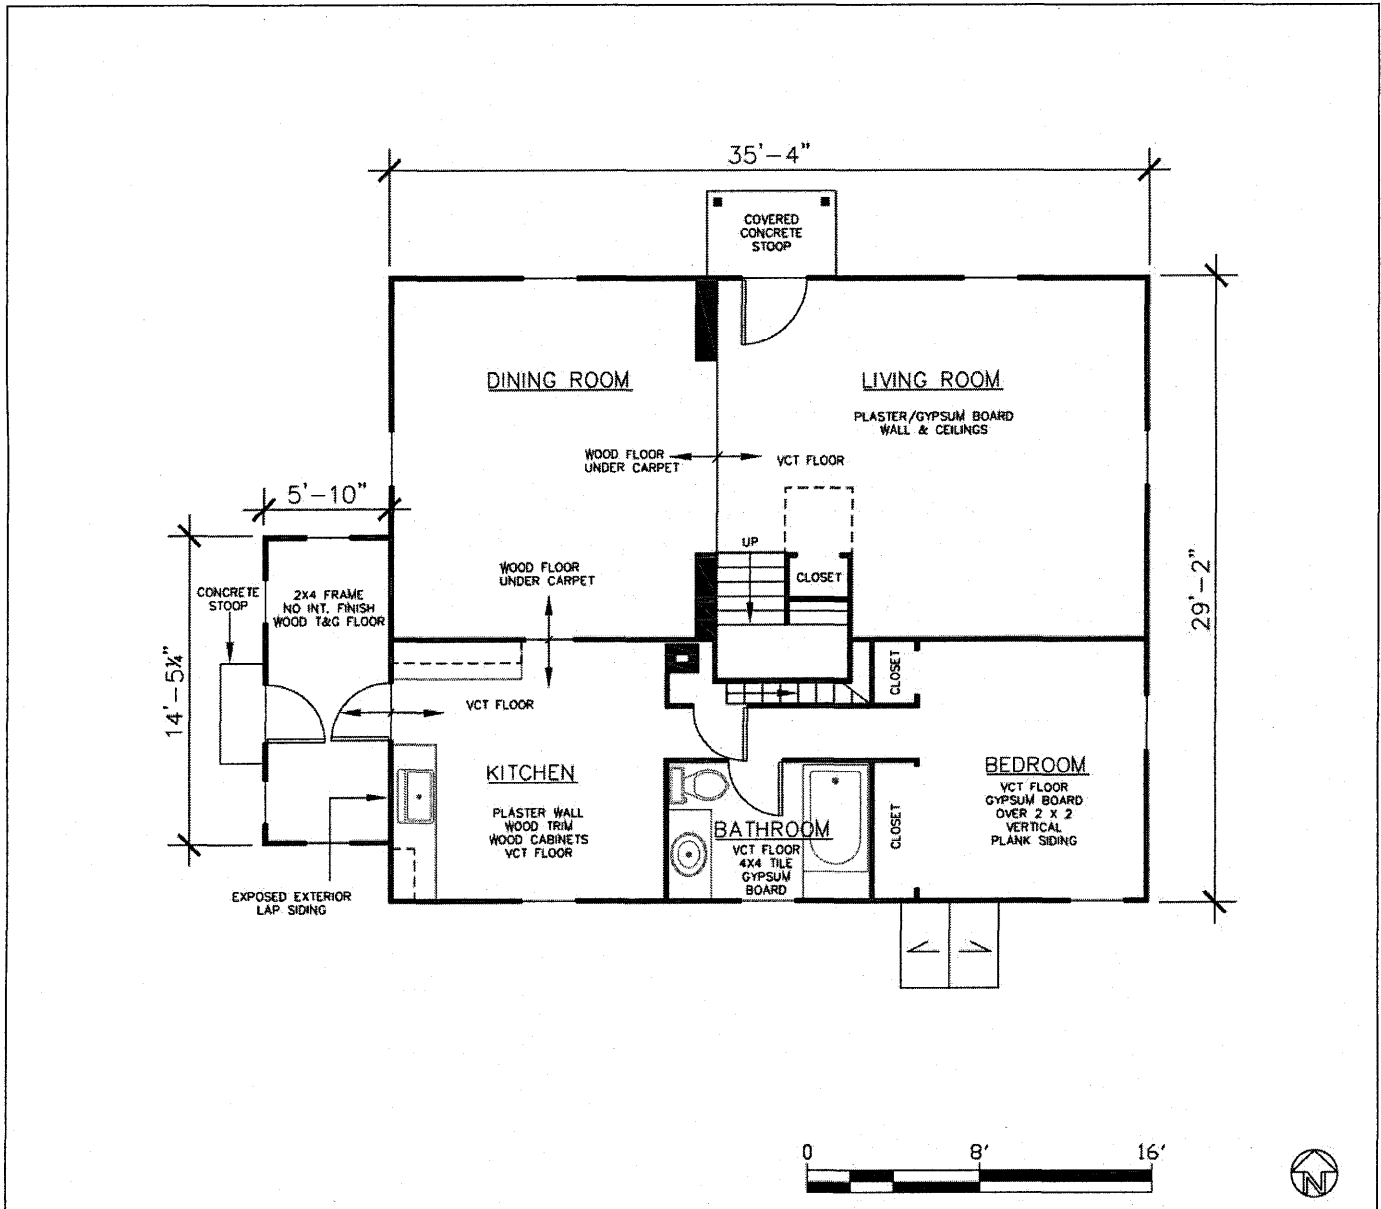 35'-4"
COVERED
CONCRETE
STOOP
DINING ROOM
LIVING ROOM
PLASTER/GYPSUM BOARD
WALL & CEILINGS
WOOD FLOOR
UNDER CARPET
VCT FLOOR
5'-10"
UP
WOOD FLOOR
UNDER CARPET
CLOSET
29'-2"
CONCRETE
STOOP
2X4 FRAME
NO INT. FINISH
WOOD T&G FLOOR
14'-5¼"
CLOSET
VCT FLOOR
KITCHEN
PLASTER WALL
WOOD TRIM
WOOD CABINETS
VCT FLOOR
BEDROOM
VCT FLOOR
GYPSUM BOARD
OVER 2 X 2
VERTICAL
PLANK SIDING
CLOSET
BATHROOM
VCT FLOOR
4X4 TILE
GYPSUM
BOARD
EXPOSED EXTERIOR
LAP SIDING
0 8' 16'
N